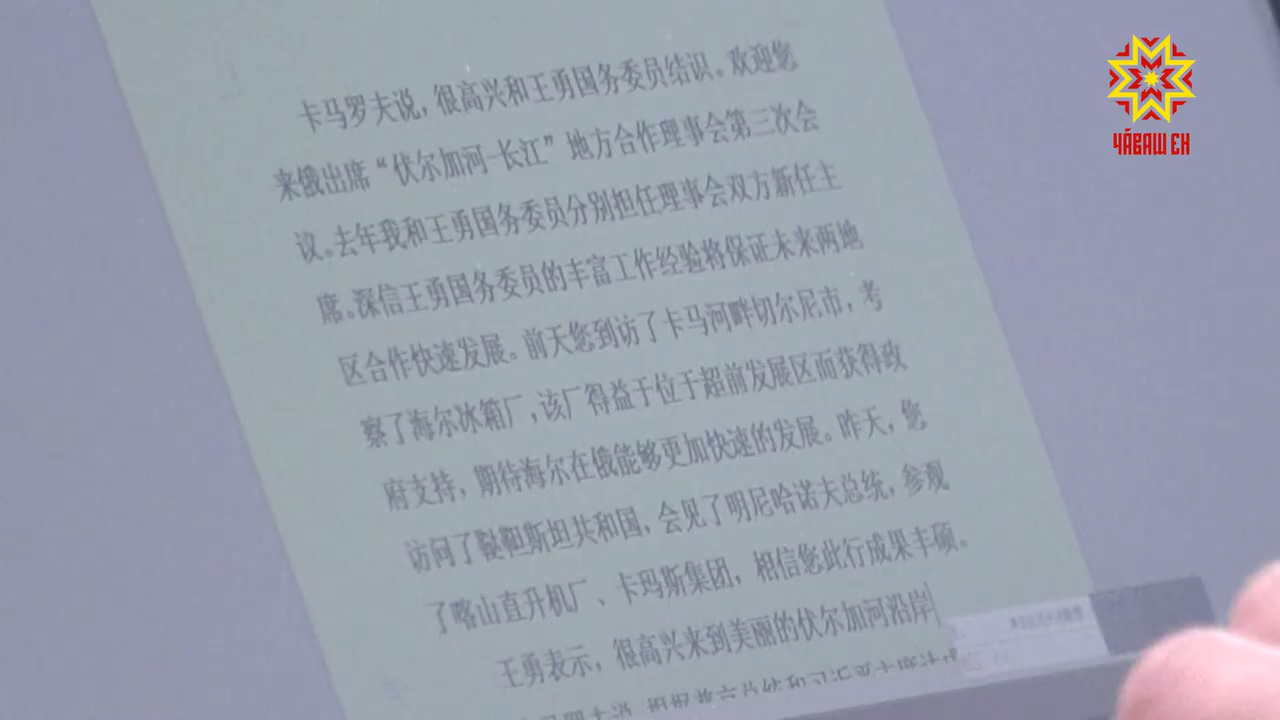 卡马罗夫说，很高兴和王勇国务委员结识。欢迎您
来俄出席“伏尔加河-长江”地方合作理事会第三次会
议。去年我和王勇国务委员分别担任理事会双方新任主
席。深信王勇国务委员的丰富工作经验将保证未来两地
区合作快速发展。前天您到访了卡马河畔切尔尼市，考
察了海尔冰箱厂，该厂得益于位于超前发展区而获得政
府支持，期待海尔在俄能够更加快速的发展。昨天，您
访问了鞑靼斯坦共和国，会见了明尼哈诺夫总统，参观
了喀山直升机厂、卡玛斯集团，相信您此行成果丰硕。
王勇表示，很高兴来到美丽的伏尔加河沿岸
ЧӐВАШ ЕН